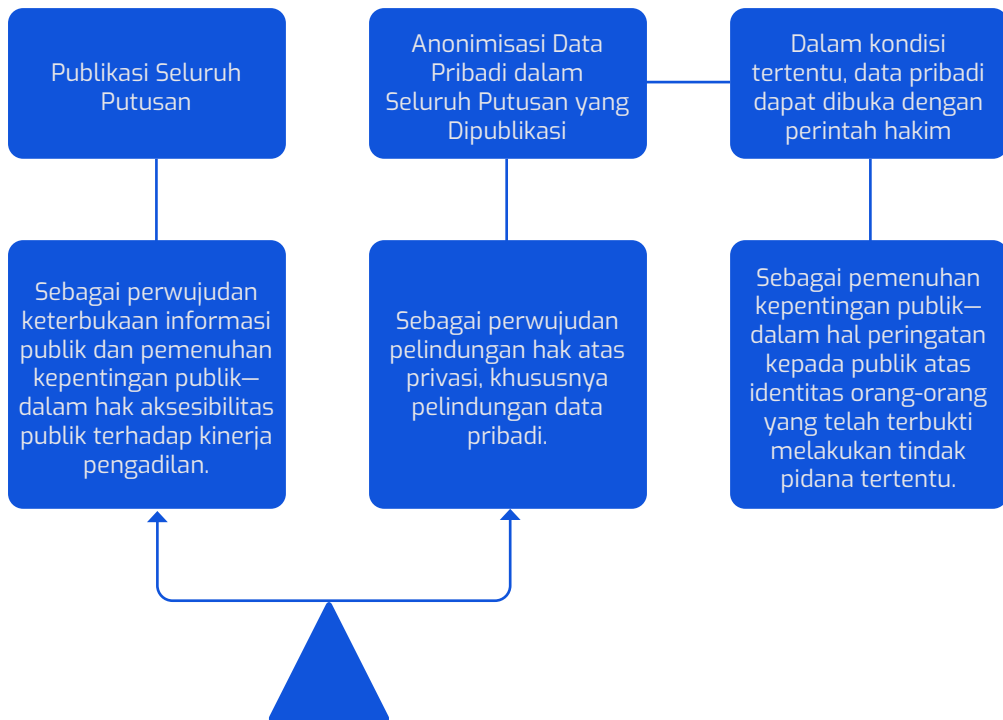 Publikasi Seluruh
Putusan
Anonimisasi Data
Pribadi dalam
Seluruh Putusan yang
Dipublikasi
Dalam kondisi
tertentu, data pribadi
dapat dibuka dengan
perintah hakim
Sebagai perwujudan
keterbukaan informasi
publik dan pemenuhan
kepentingan publik—
dalam hak aksesibilitas
publik terhadap kinerja
pengadilan.
Sebagai perwujudan
pelindungan hak atas
privasi, khususnya
pelindungan data
pribadi.
Sebagai pemenuhan
kepentingan publik—
dalam hal peringatan
kepada publik atas
identitas orang-orang
yang telah terbukti
melakukan tindak
pidana tertentu.